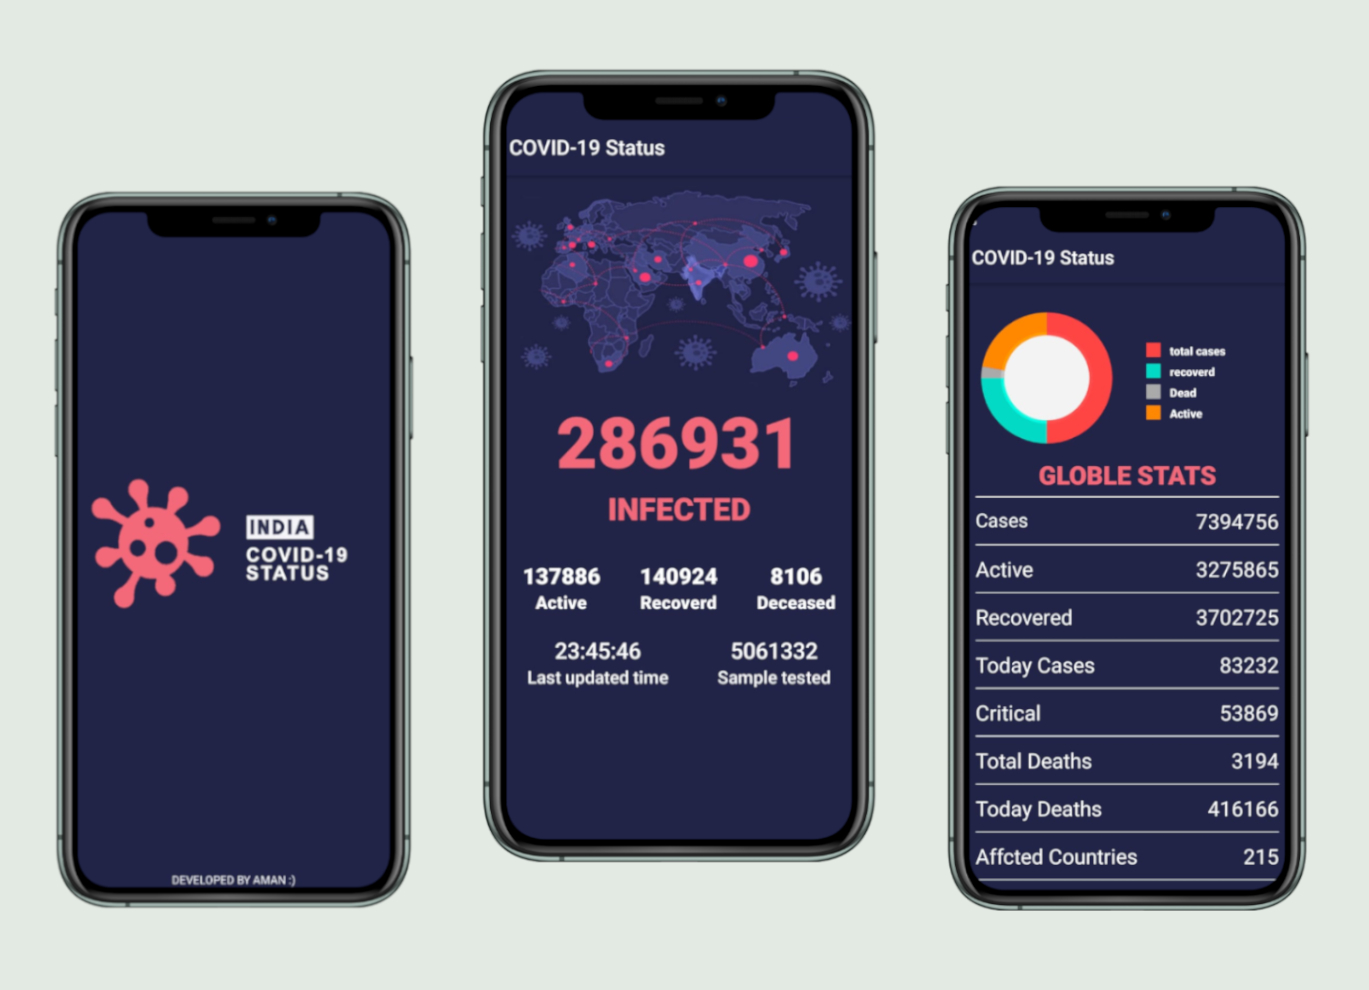 INDIA
COVID-19
STATUS
DEVELOPED BY AMAN :)
COVID-19 Status
286931
INFECTED
137886 140924 8106
Active Recoverd Deceased
23:45:46 5061332
Last updated time Sample tested
COVID-19 Status
total cases
recoverd
Dead
Active
GLOBLE STATS
Cases 7394756
Active 3275865
Recovered 3702725
Today Cases 83232
Critical 53869
Total Deaths 3194
Today Deaths 416166
Affcted Countries 215